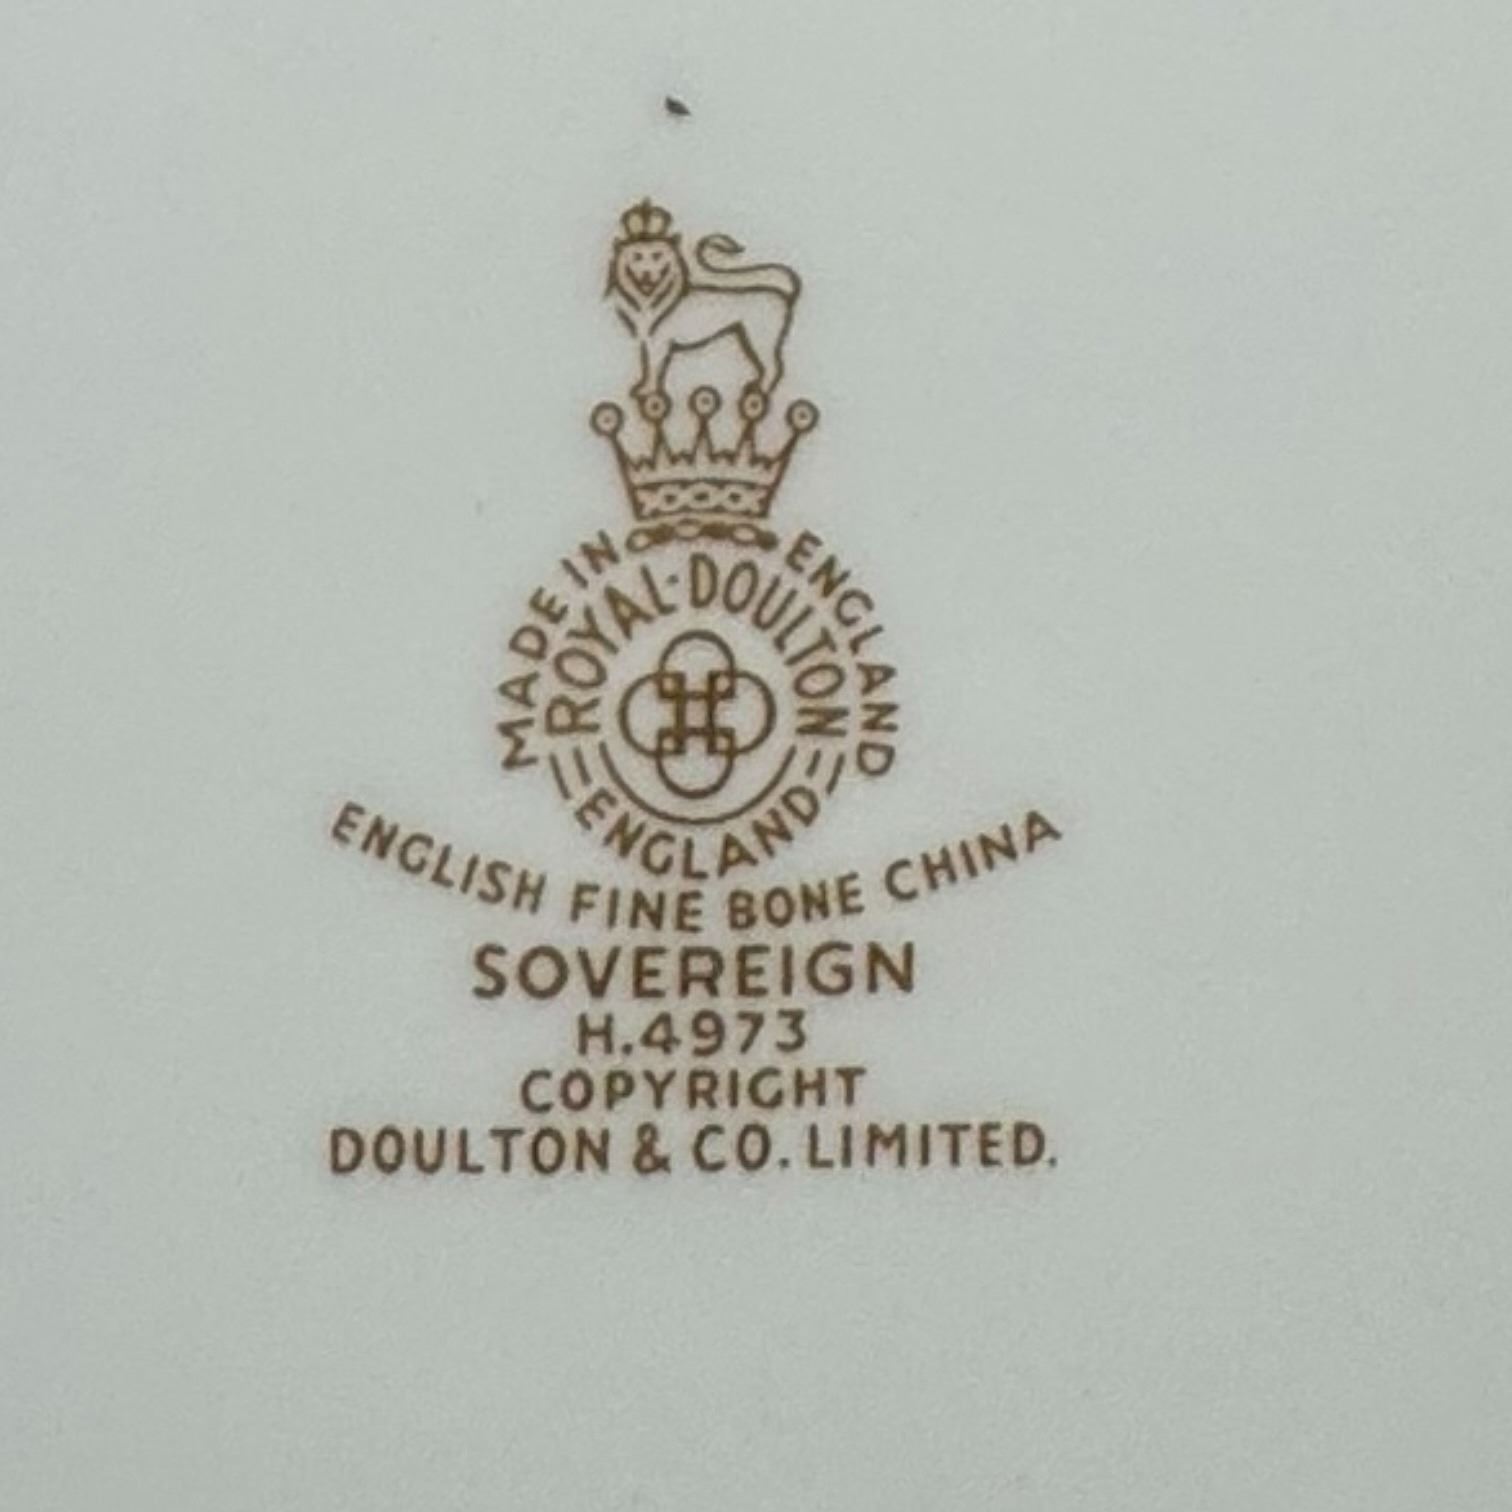 MADE IN ENGLAND
ROYAL·DOULTON
ENGLAND
ENGLISH FINE BONE CHINA
SOVEREIGN
H.4973
COPYRIGHT
DOULTON & CO. LIMITED.